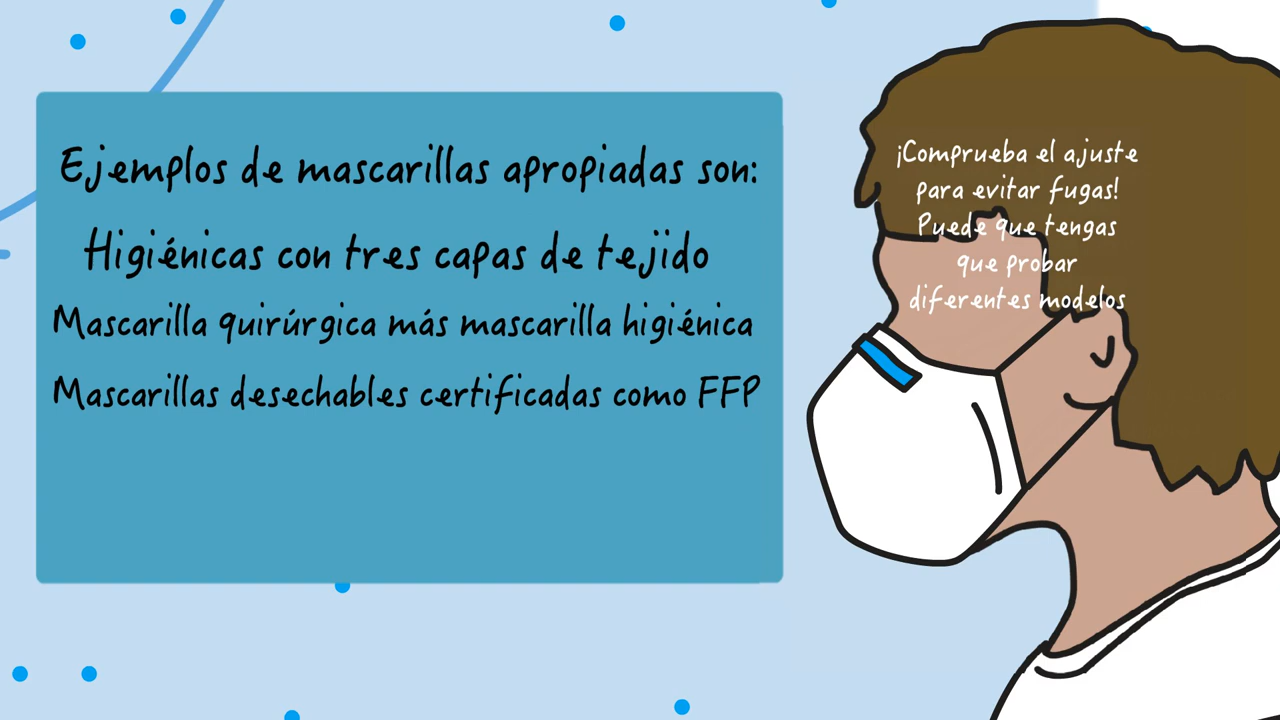 Ejemplos de mascarillas apropiadas son:
Higiénicas con tres capas de tejido
Mascarilla quirúrgica más mascarilla higiénica
Mascarillas desechables certificadas como FFP
¡Comprueba el ajuste
para evitar fugas!
Puede que tengas
que probar
diferentes modelos